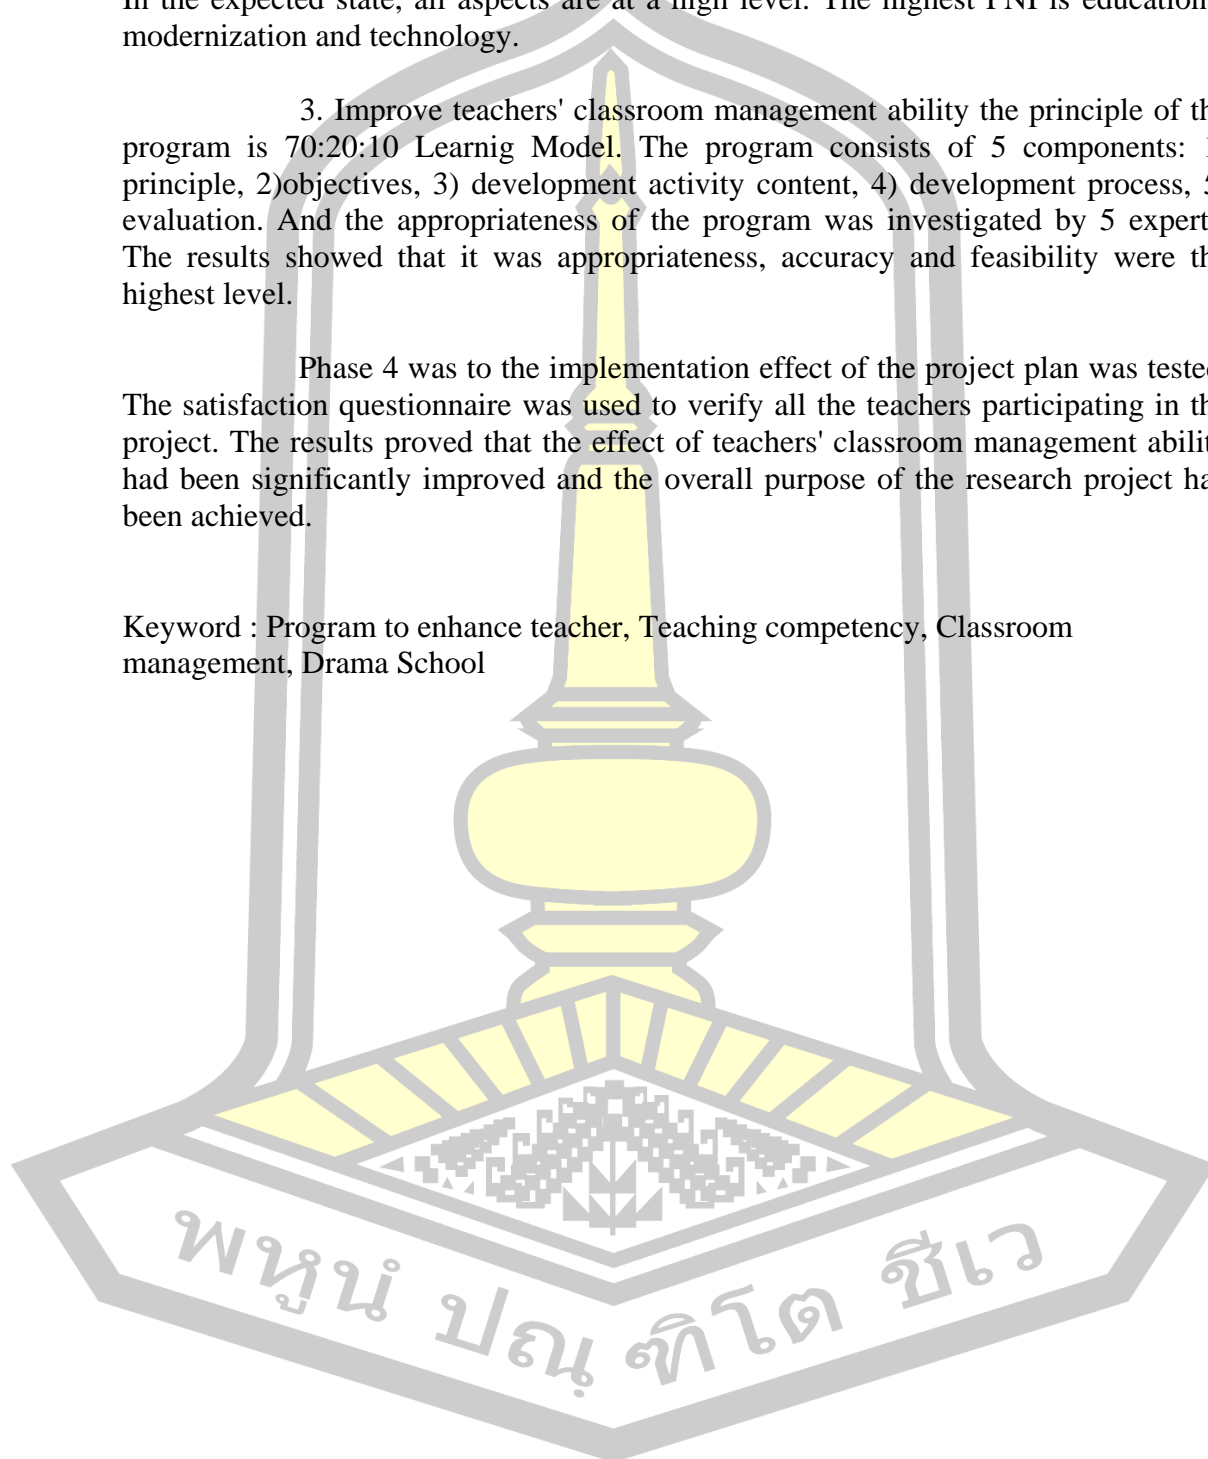 In the expected state, all aspects are at a high level. The highest PNI is education
modernization and technology.
3. Improve teachers' classroom management ability the principle of th
program is 70:20:10 Learnig Model. The program consists of 5 components:
principle, 2)objectives, 3) development activity content, 4) development process, 5
evaluation. And the appropriateness of the program was investigated by 5 expert
The results showed that it was appropriateness, accuracy and feasibility were th
highest level.
Phase 4 was to the implementation effect of the project plan was tested
The satisfaction questionnaire was used to verify all the teachers participating in th
project. The results proved that the effect of teachers' classroom management abilit
had been significantly improved and the overall purpose of the research project ha
been achieved.
Keyword : Program to enhance teacher, Teaching competency, Classroom
management, Drama School
พหูนํ ปณฺฑิโต ชีเว